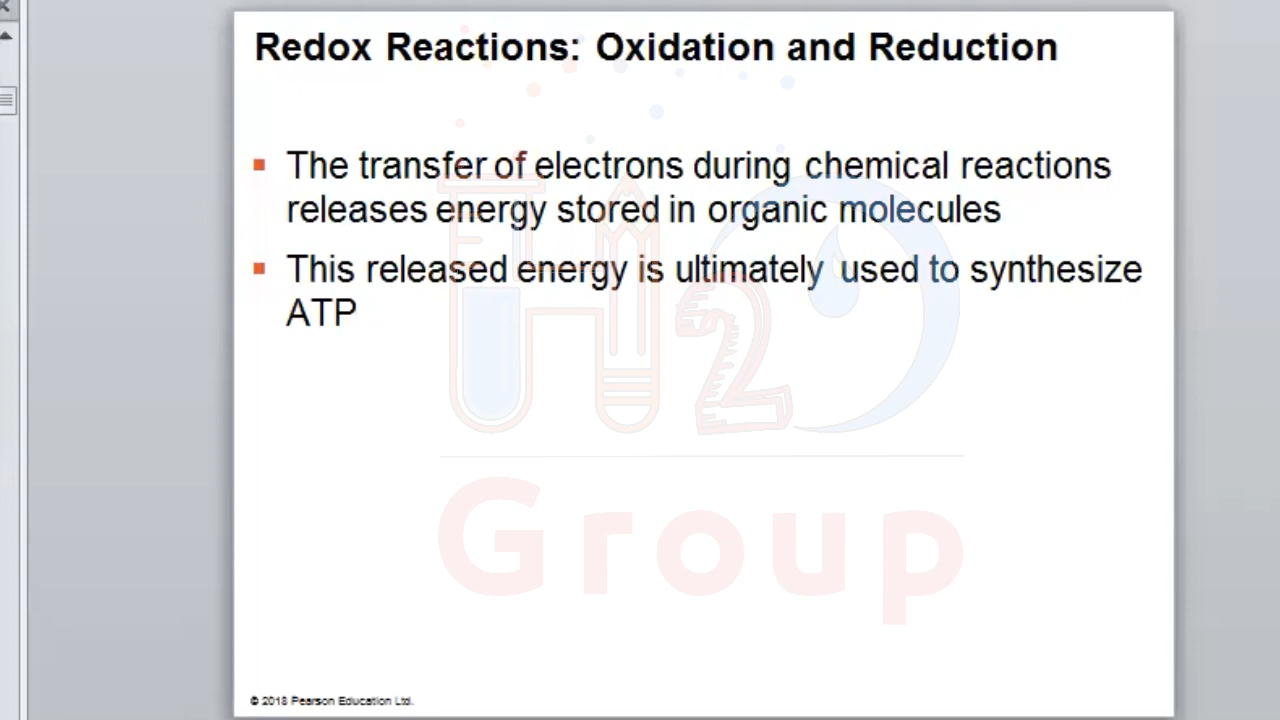 Redox Reactions: Oxidation and Reduction
The transfer of electrons during chemical reactions
releases energy stored in organic molecules
This released energy is ultimately used to synthesize
ATP
H2O
Group
© 2018 Pearson Education Ltd.